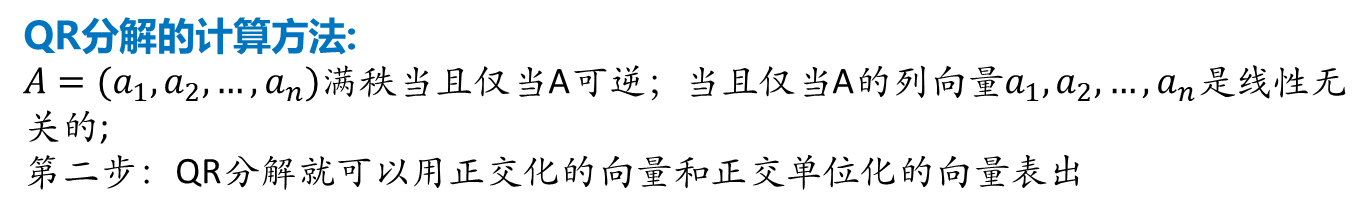 QR分解的计算方法:
A = (a₁, a₂, …, aₙ)满秩当且仅当A可逆；当且仅当A的列向量a₁, a₂, …, aₙ是线性无
关的;
第二步：QR分解就可以用正交化的向量和正交单位化的向量表出